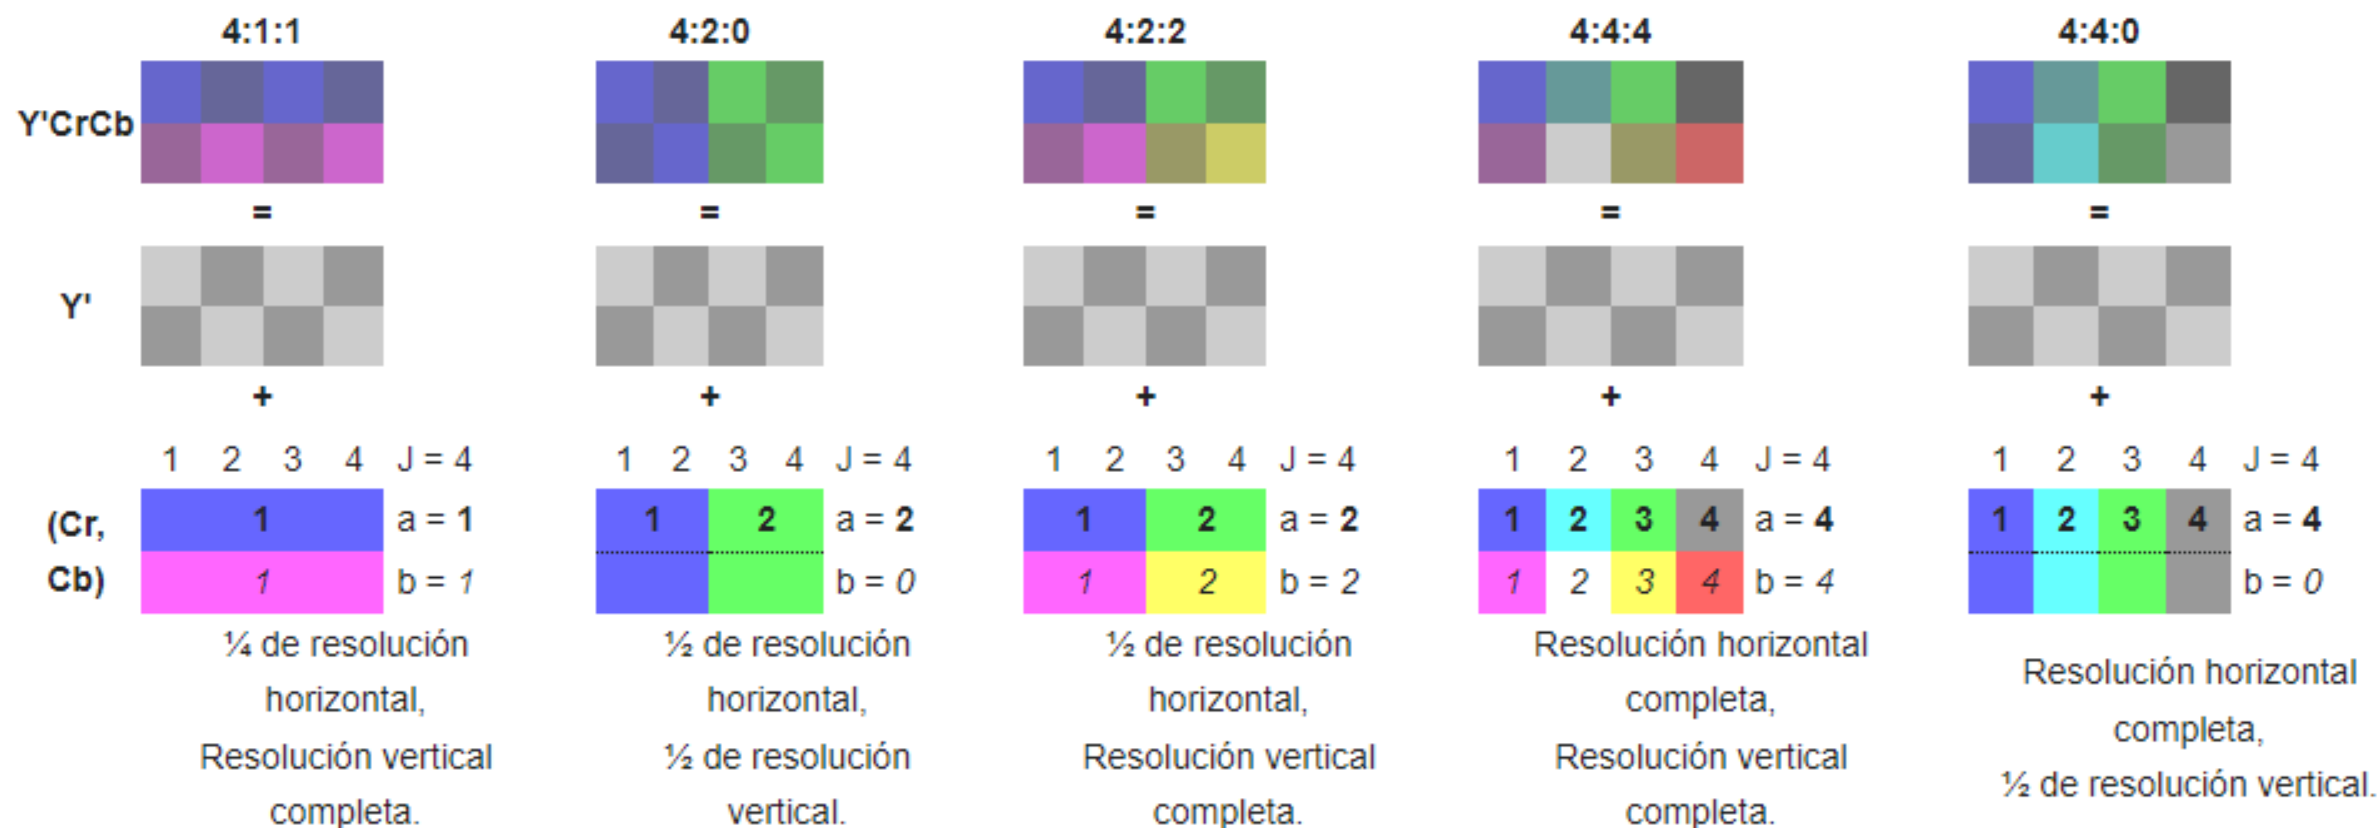 4:1:1 4:2:0 4:2:2 4:4:4 4:4:0
Y'CrCb
= = = = =
Y'
+ + + + +
1 2 3 4 J = 4 1 2 3 4 J = 4 1 2 3 4 J = 4 1 2 3 4 J = 4 1 2 3 4 J = 4
(Cr, 1 a = 1 1 2 a = 2 1 2 a = 2 1 2 3 4 a = 4 1 2 3 4 a = 4
Cb) 1 b = 1 b = 0 1 2 b = 2 1 2 3 4 b = 4 b = 0
¼ de resolución
horizontal,
Resolución vertical
completa.
½ de resolución
horizontal,
½ de resolución
vertical.
½ de resolución
horizontal,
Resolución vertical
completa.
Resolución horizontal
completa,
Resolución vertical
completa.
Resolución horizontal
completa,
½ de resolución vertical.